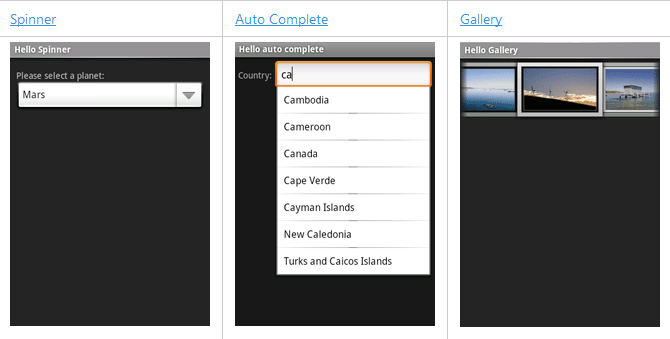 Spinner
Auto Complete
Gallery
Hello Spinner
Please select a planet:
Mars
Hello auto complete
Country: ca
Cambodia
Cameroon
Canada
Cape Verde
Cayman Islands
New Caledonia
Turks and Caicos Islands
Hello Gallery